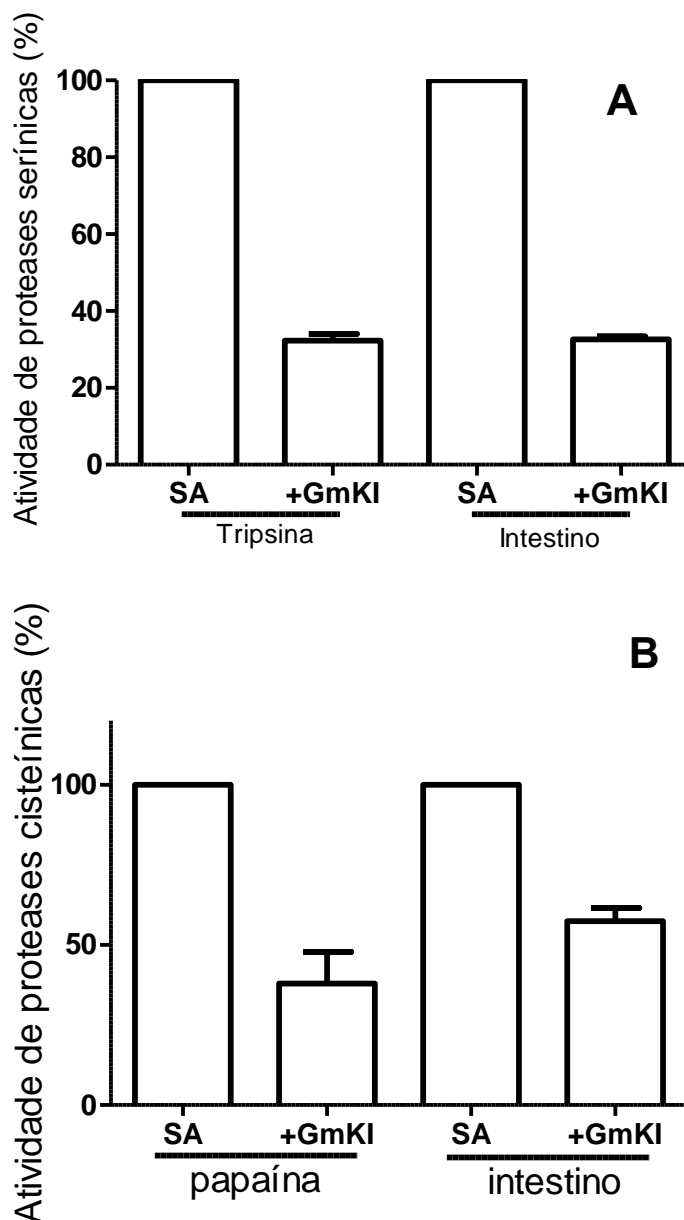 Atividade de proteases serínicas (%)
A
100
80
60
40
20
0
SA +GmKI SA +GmKI
Tripsina Intestino
Atividade de proteases cisteínicas (%)
B
100
50
0
SA +GmKI SA +GmKI
papaína intestino